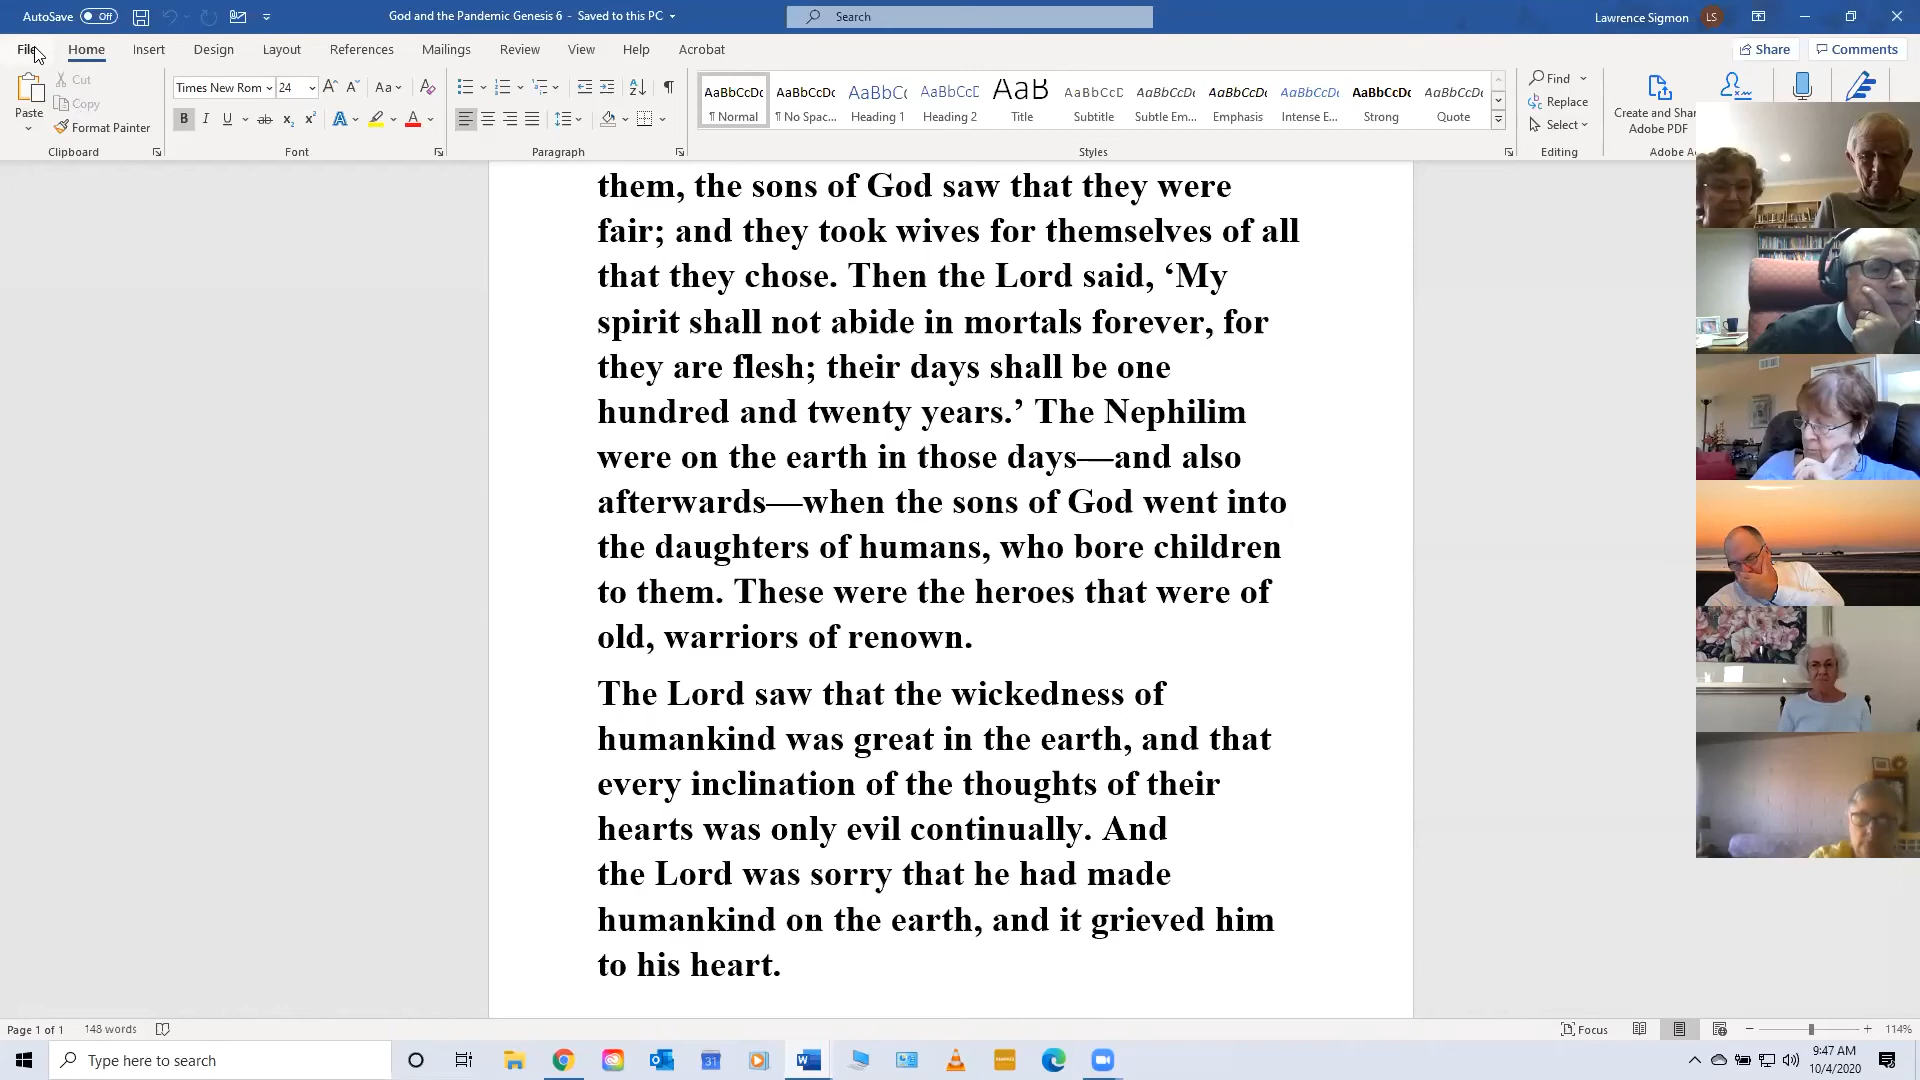 AutoSave Off
God and the Pandemic Genesis 6 - Saved to this PC
Search
Lawrence Sigmon
LS
File Home Insert Design Layout References Mailings Review View Help Acrobat
Share Comments
Paste
Cut
Copy
Format Painter
Clipboard
Times New Rom 24
Font
Paragraph
AaBbCcDc AaBbCcDc AaBbC( AaBbCcD AaB AaBbCcD AaBbCcDc AaBbCcDc AaBbCcDc AaBbCcDc AaBbCcDc
¶ Normal ¶ No Spac... Heading 1 Heading 2 Title Subtitle Subtle Em... Emphasis Intense E... Strong Quote
Styles
Find
Replace
Select
Editing
Create and Shar
Adobe PDF
Adobe A
them, the sons of God saw that they were
fair; and they took wives for themselves of all
that they chose. Then the Lord said, ‘My
spirit shall not abide in mortals forever, for
they are flesh; their days shall be one
hundred and twenty years.’ The Nephilim
were on the earth in those days—and also
afterwards—when the sons of God went into
the daughters of humans, who bore children
to them. These were the heroes that were of
old, warriors of renown.
The Lord saw that the wickedness of
humankind was great in the earth, and that
every inclination of the thoughts of their
hearts was only evil continually. And
the Lord was sorry that he had made
humankind on the earth, and it grieved him
to his heart.
Page 1 of 1 148 words
Focus
114%
Type here to search
9:47 AM
10/4/2020